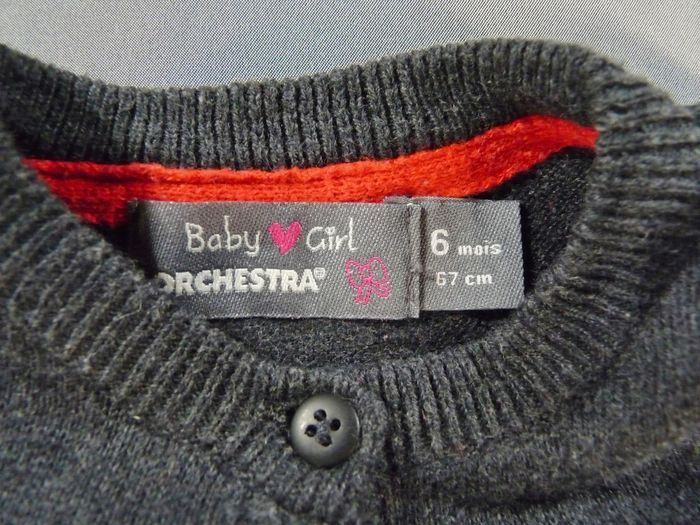 Baby Girl
ORCHESTRA®
6 mois
67 cm